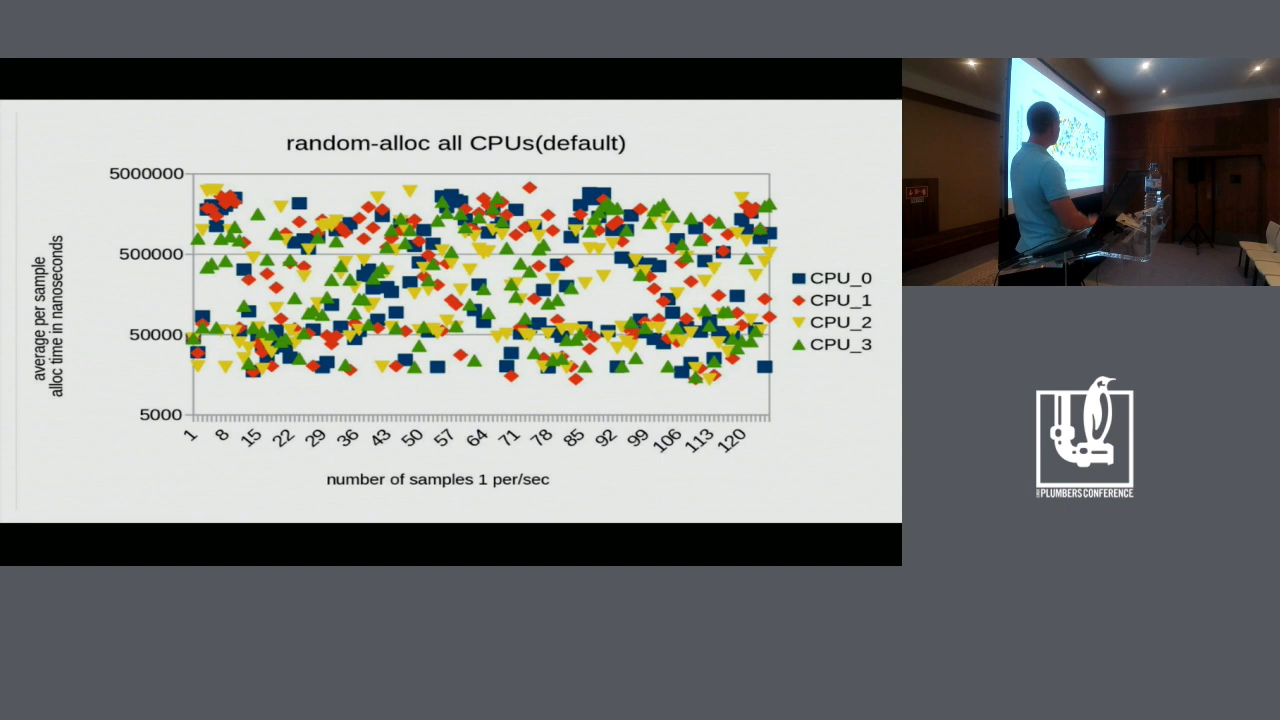 random-alloc all CPUs(default)
5000000
500000
50000
5000
average per sample
alloc time in nanoseconds
1 8 15 22 29 36 43 50 57 64 71 78 85 92 99 106 113 120
number of samples 1 per/sec
CPU_0
CPU_1
CPU_2
CPU_3
PLUMBERS CONFERENCE